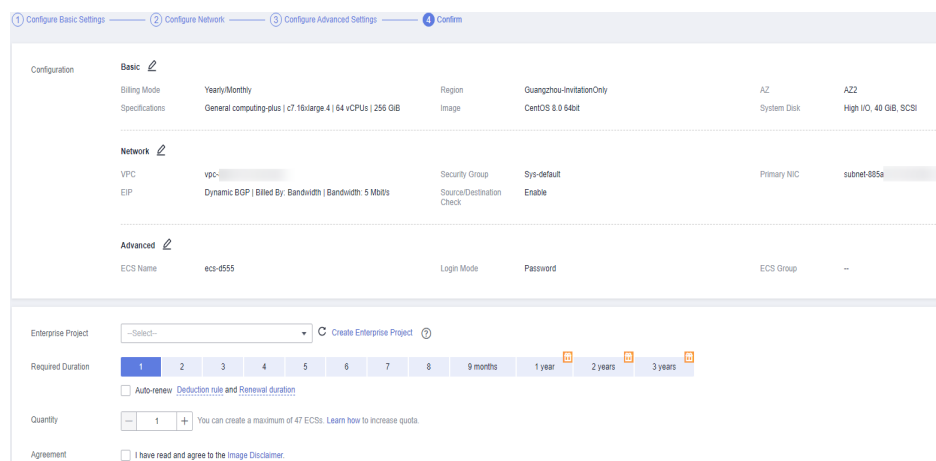 1 Configure Basic Settings 2 Configure Network 3 Configure Advanced Settings 4 Confirm
Configuration Basic
Billing Mode Yearly/Monthly Region Guangzhou-InvitationOnly AZ AZ2
Specifications General computing-plus | c7.16xlarge.4 | 64 vCPUs | 256 GiB Image CentOS 8.0 64bit System Disk High I/O, 40 GiB, SCSI
Network
VPC vpc- Security Group Sys-default Primary NIC subnet-885a
EIP Dynamic BGP | Billed By: Bandwidth | Bandwidth: 5 Mbit/s Source/Destination Check Enable
Advanced
ECS Name ecs-d555 Login Mode Password ECS Group --
Enterprise Project --Select-- Create Enterprise Project ?
Required Duration 1 2 3 4 5 6 7 8 9 months 1 year 2 years 3 years
Auto-renew Deduction rule and Renewal duration
Quantity − 1 + You can create a maximum of 47 ECSs. Learn how to increase quota.
Agreement I have read and agree to the Image Disclaimer.